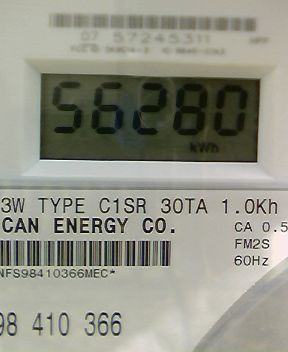 07 57245311
56280
kWh
3W TYPE C1SR 30TA 1.0Kh
CAN ENERGY CO.
CA 0.5
FM2S
60Hz
NFS98410366MEC*
98 410 366